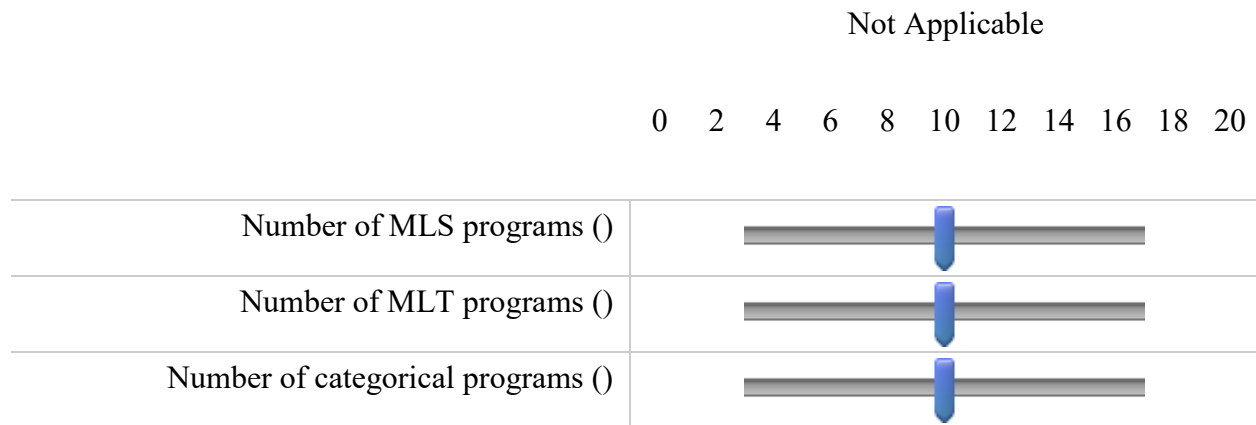 Not Applicable
0 2 4 6 8 10 12 14 16 18 20
Number of MLS programs ()
Number of MLT programs ()
Number of categorical programs ()